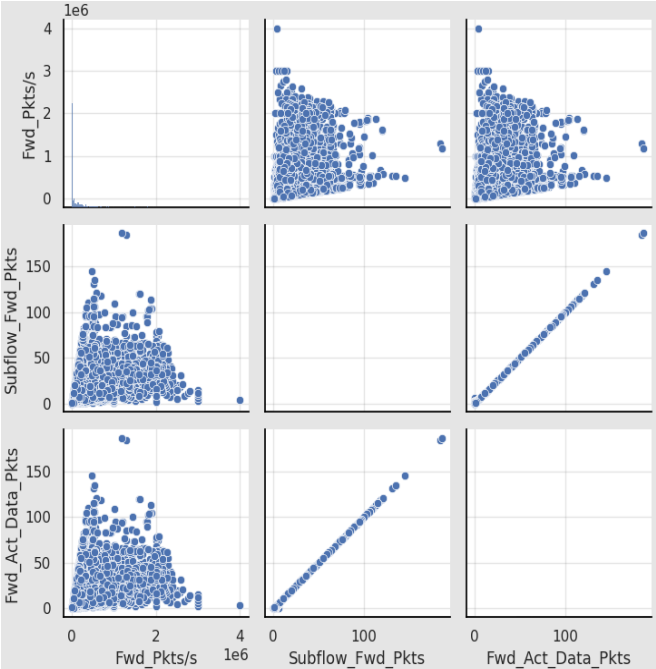 1e6
4
3
2
1
0
Fwd_Pkts/s
150
100
50
0
Subflow_Fwd_Pkts
150
100
50
0
Fwd_Act_Data_Pkts
0 2 4
0 100
0 100
Fwd_Pkts/s 1e6
Subflow_Fwd_Pkts
Fwd_Act_Data_Pkts